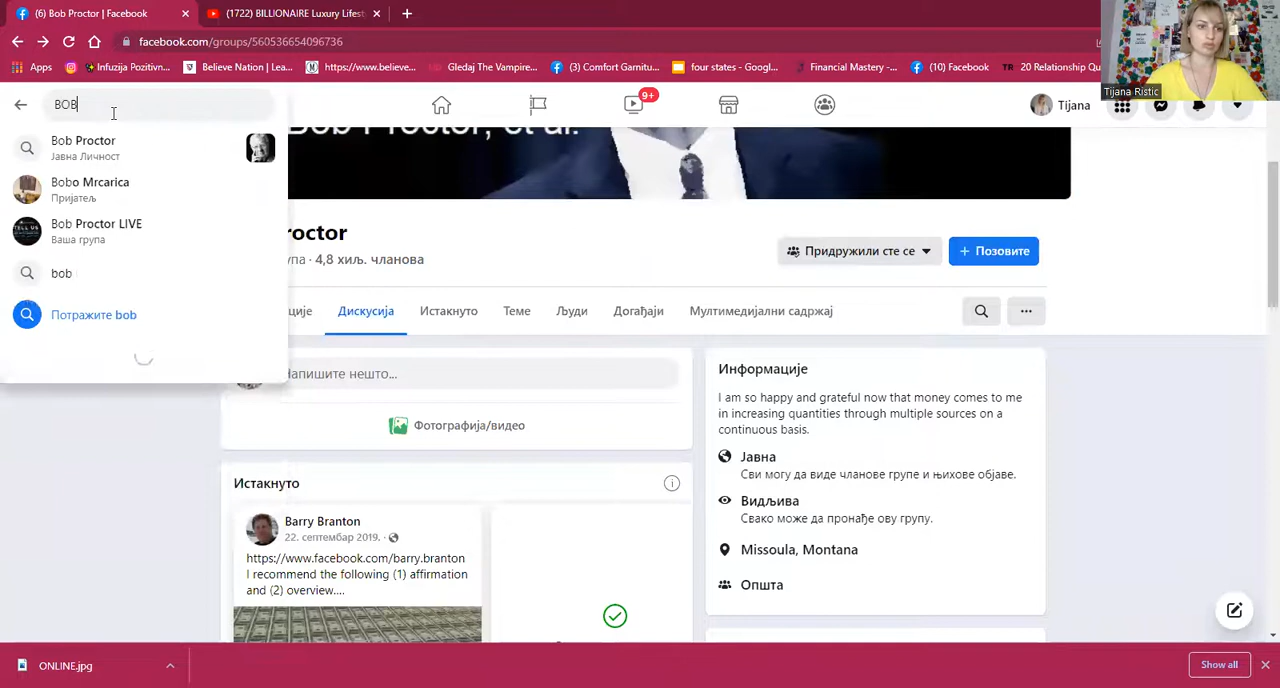 (6) Bob Proctor | Facebook
(1722) BILLIONAIRE Luxury Lifest
facebook.com/groups/560536654096736
Apps
Infuzija Pozitivn...
Believe Nation | Lea...
https://www.believe...
Gledaj The Vampire...
(3) Comfort Garnitu...
four states - Googl...
Financial Mastery -...
(10) Facebook
TR
20 Relationship Qu
Tijana Ristic
BOB
9+
Tijana
Bob Proctor
Јавна Личност
Bobo Mrcarica
Пријатељ
Bob Proctor LIVE
Ваша група
bob
Потражите bob
Bob Proctor, et al.
roctor
упа · 4,8 хиљ. чланова
Придружили сте се
+ Позовите
ције
Дискусија
Истакнуто
Теме
Људи
Догађаји
Мултимедијални садржај
Напишите нешто...
Фотографија/видео
Информације
I am so happy and grateful now that money comes to me
in increasing quantities through multiple sources on a
continuous basis.
Јавна
Сви могу да виде чланове групе и њихове објаве.
Видљива
Свако може да пронађе ову групу.
Missoula, Montana
Општа
Истакнуто
Barry Branton
22. септембар 2019. ·
https://www.facebook.com/barry.branton
I recommend the following (1) affirmation
and (2) overview....
ONLINE.jpg
Show all